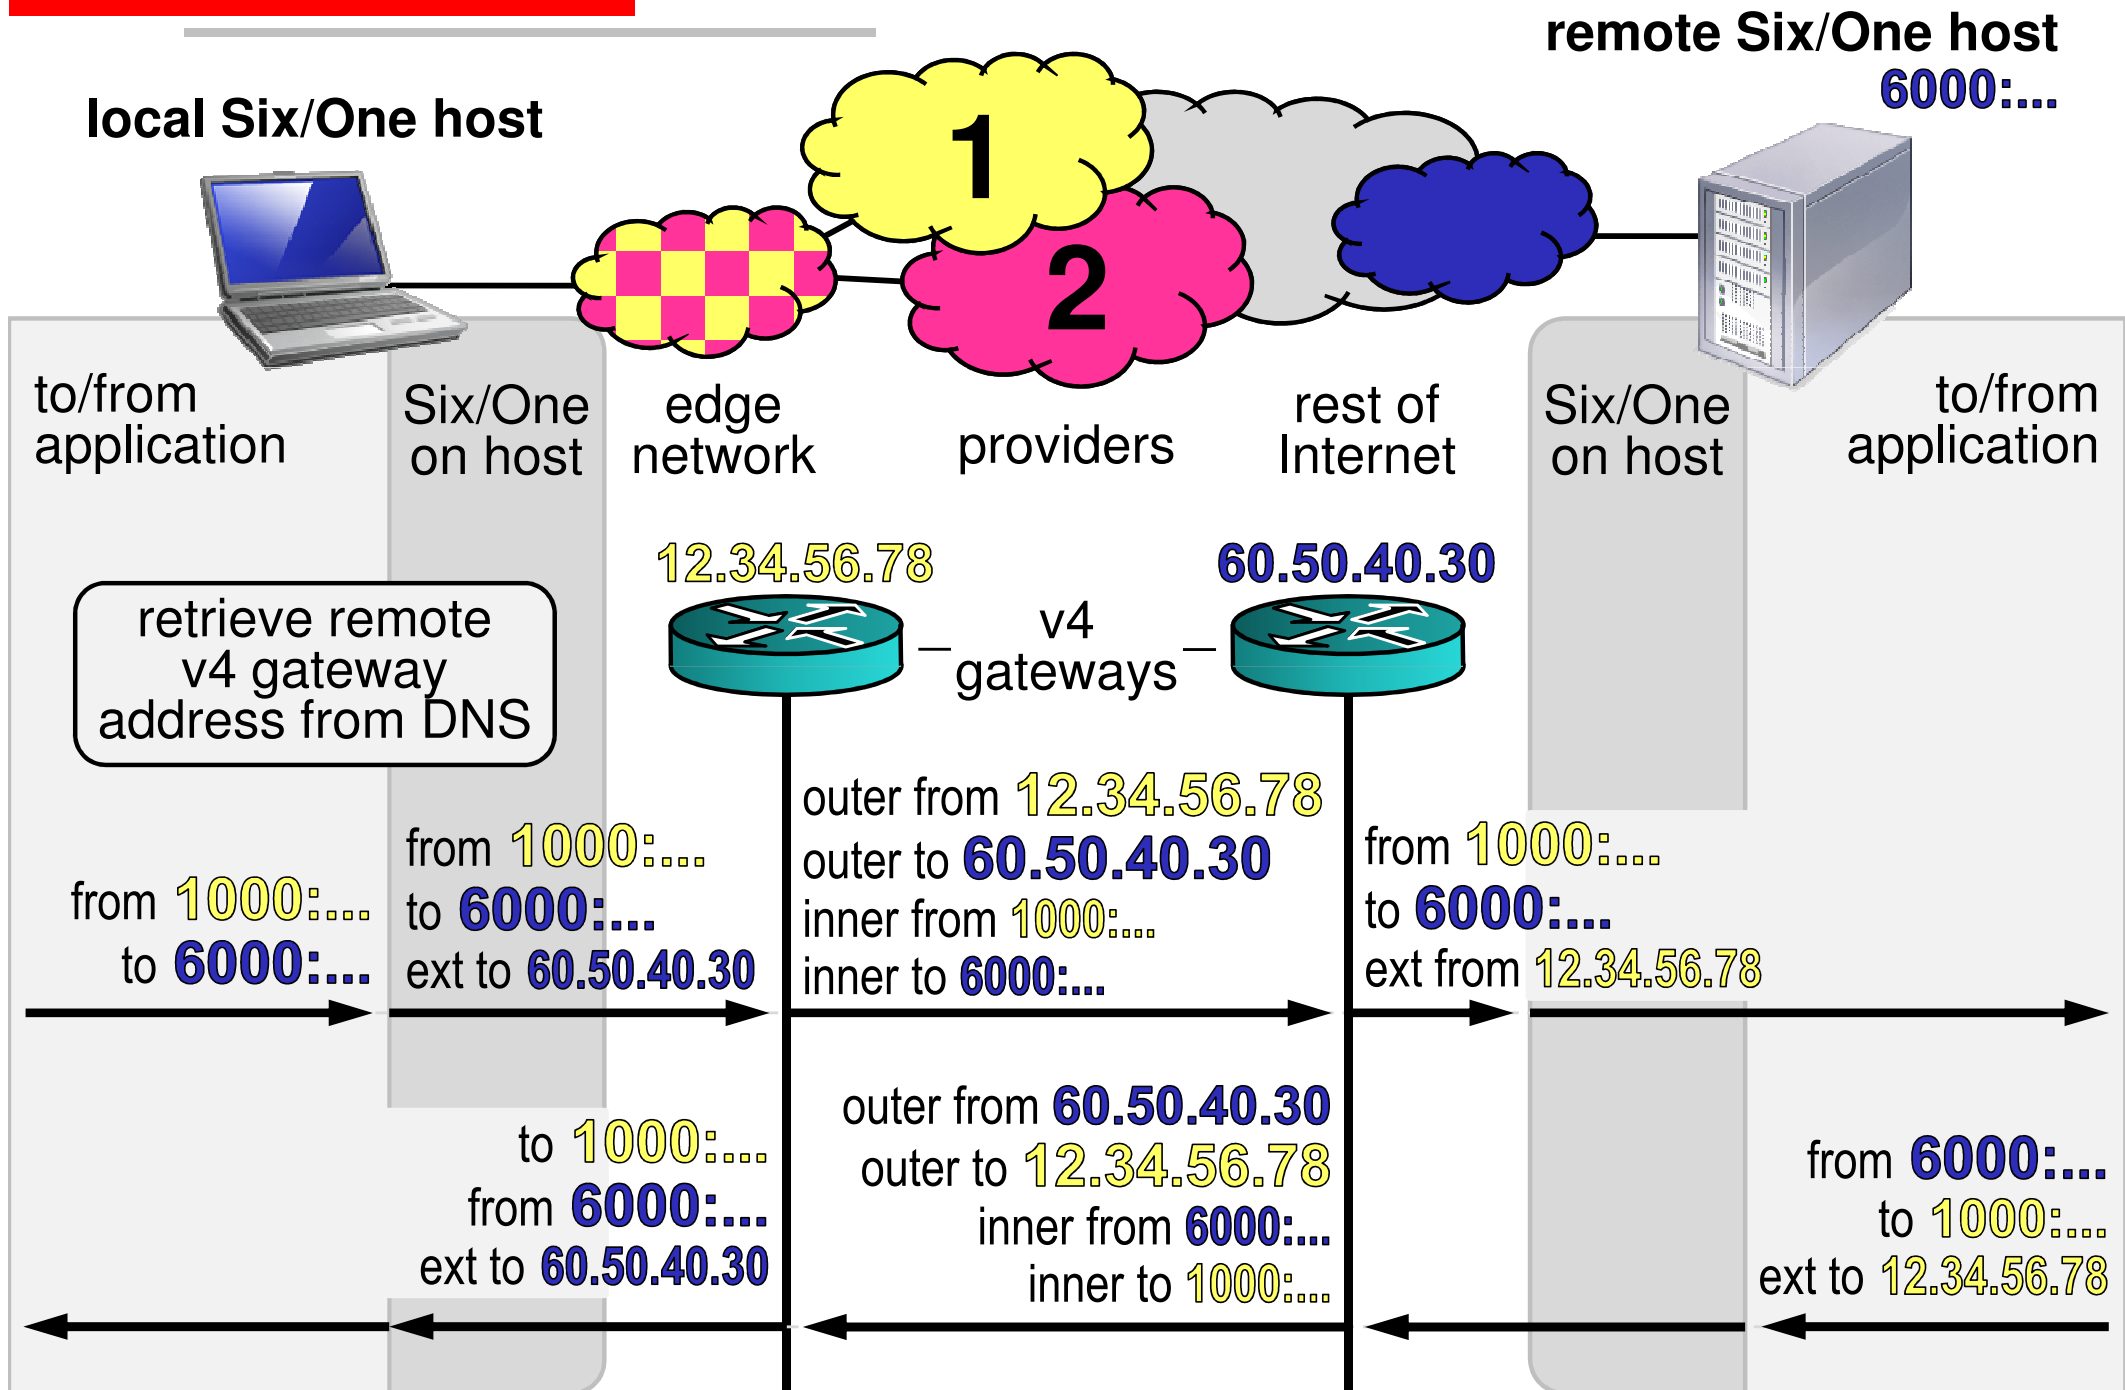 remote Six/One host
6000:...
local Six/One host
1
2
to/from
application
Six/One
on host
edge
network
providers
rest of
Internet
Six/One
on host
to/from
application
12.34.56.78
60.50.40.30
v4
gateways
retrieve remote
v4 gateway
address from DNS
from 1000:...
to 6000:...
from 1000:...
to 6000:...
ext to 60.50.40.30
outer from 12.34.56.78
outer to 60.50.40.30
inner from 1000:...
inner to 6000:...
from 1000:...
to 6000:...
ext from 12.34.56.78
to 1000:...
from 6000:...
ext to 60.50.40.30
outer from 60.50.40.30
outer to 12.34.56.78
inner from 6000:...
inner to 1000:...
from 6000:...
to 1000:...
ext to 12.34.56.78